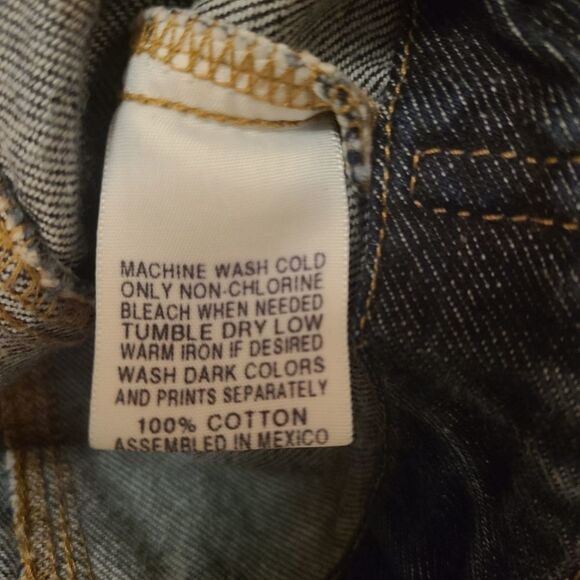 MACHINE WASH COLD
ONLY NON-CHLORINE
BLEACH WHEN NEEDED
TUMBLE DRY LOW
WARM IRON IF DESIRED
WASH DARK COLORS
AND PRINTS SEPARATELY
100% COTTON
ASSEMBLED IN MEXICO